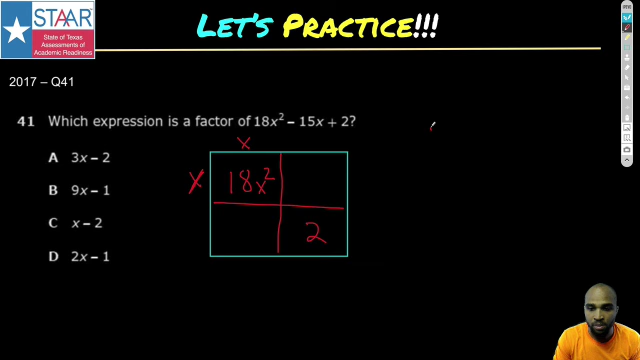 STAAR
State of Texas
Assessments of
Academic Readiness
LET'S PRACTICE!!!
2017 – Q41
41 Which expression is a factor of 18x² – 15x + 2?
A 3x – 2
B 9x – 1
C x – 2
D 2x – 1
x
x
18x²
2